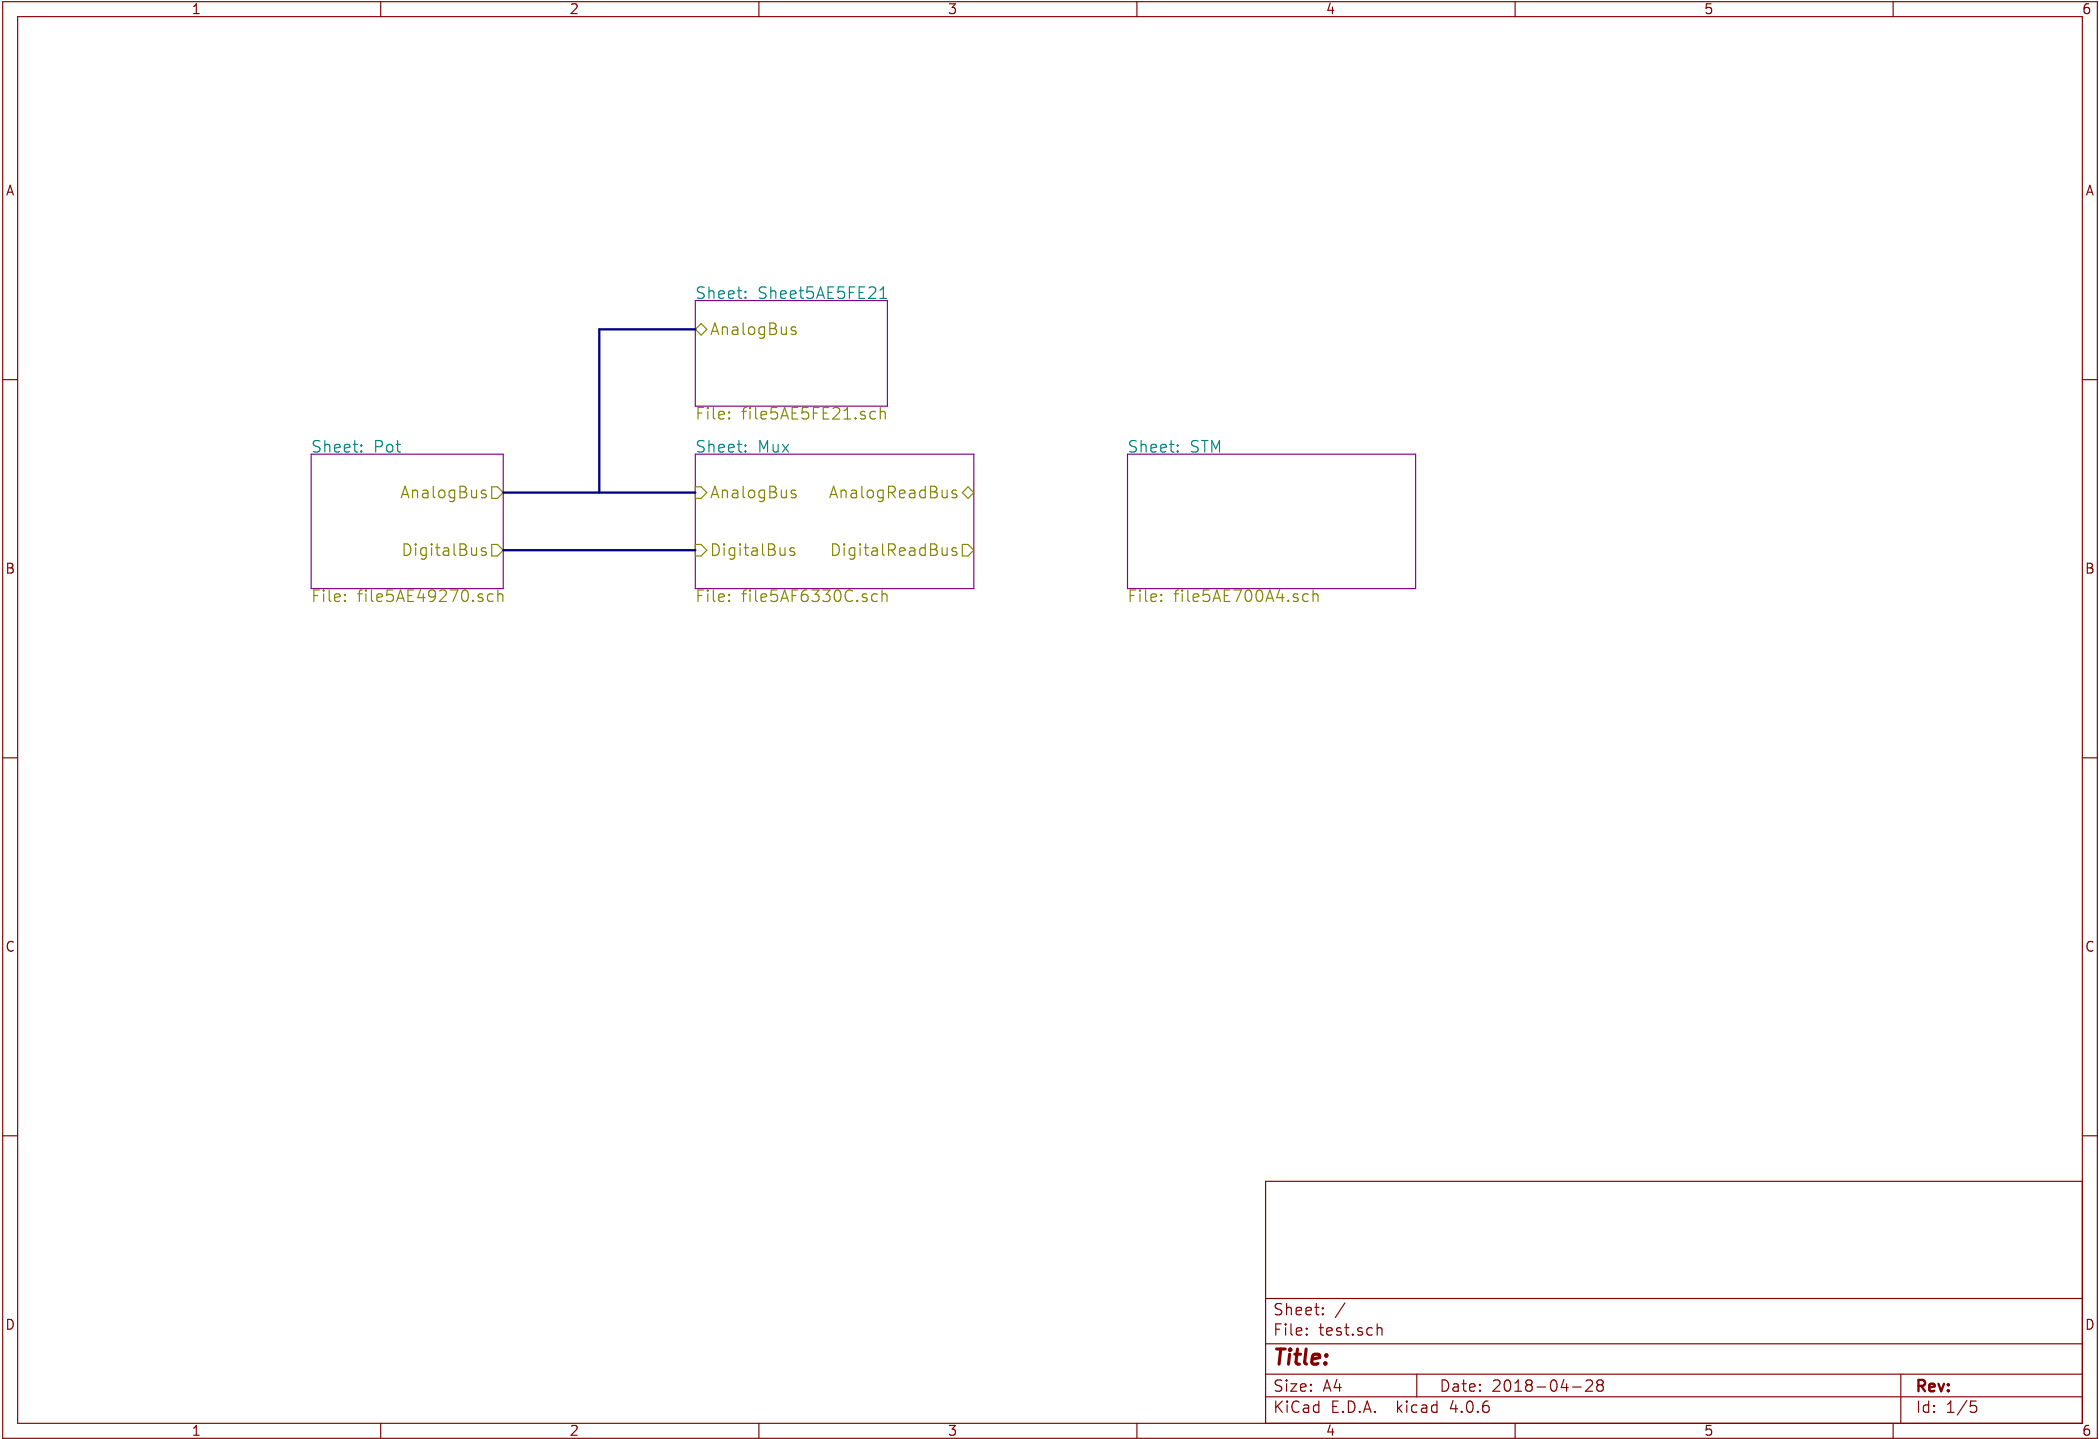 1 2 3 4 5 6
A A
Sheet: Sheet5AE5FE21
AnalogBus
File: file5AE5FE21.sch
Sheet: Pot
AnalogBus
DigitalBus
File: file5AE49270.sch
Sheet: Mux
AnalogBus AnalogReadBus
DigitalBus DigitalReadBus
File: file5AF6330C.sch
Sheet: STM
File: file5AE700A4.sch
B B
C C
D D
Sheet: /
File: test.sch
Title:
Size: A4 Date: 2018-04-28 Rev:
KiCad E.D.A. kicad 4.0.6 Id: 1/5
1 2 3 4 5 6